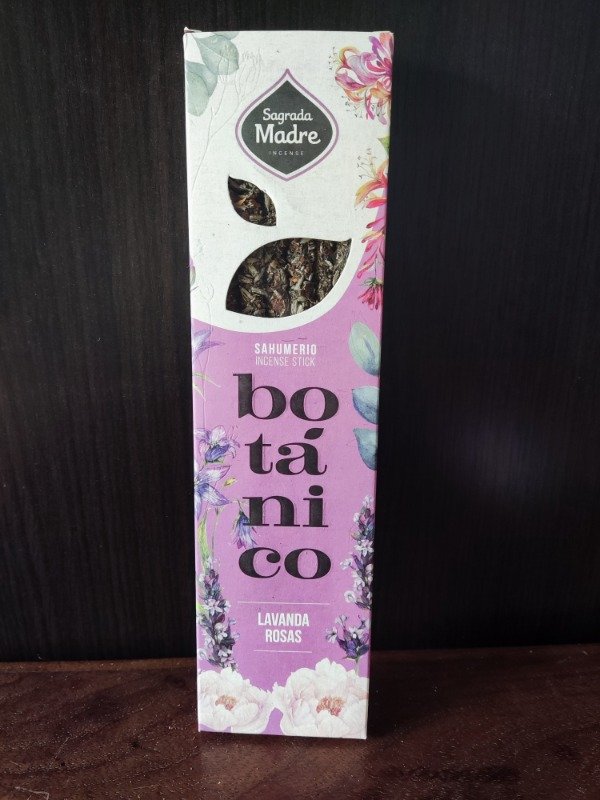 Sagrada
Madre
INCENSE
SAHUMERIO
INCENSE STICK
bo
tá
ni
co
LAVANDA
ROSAS